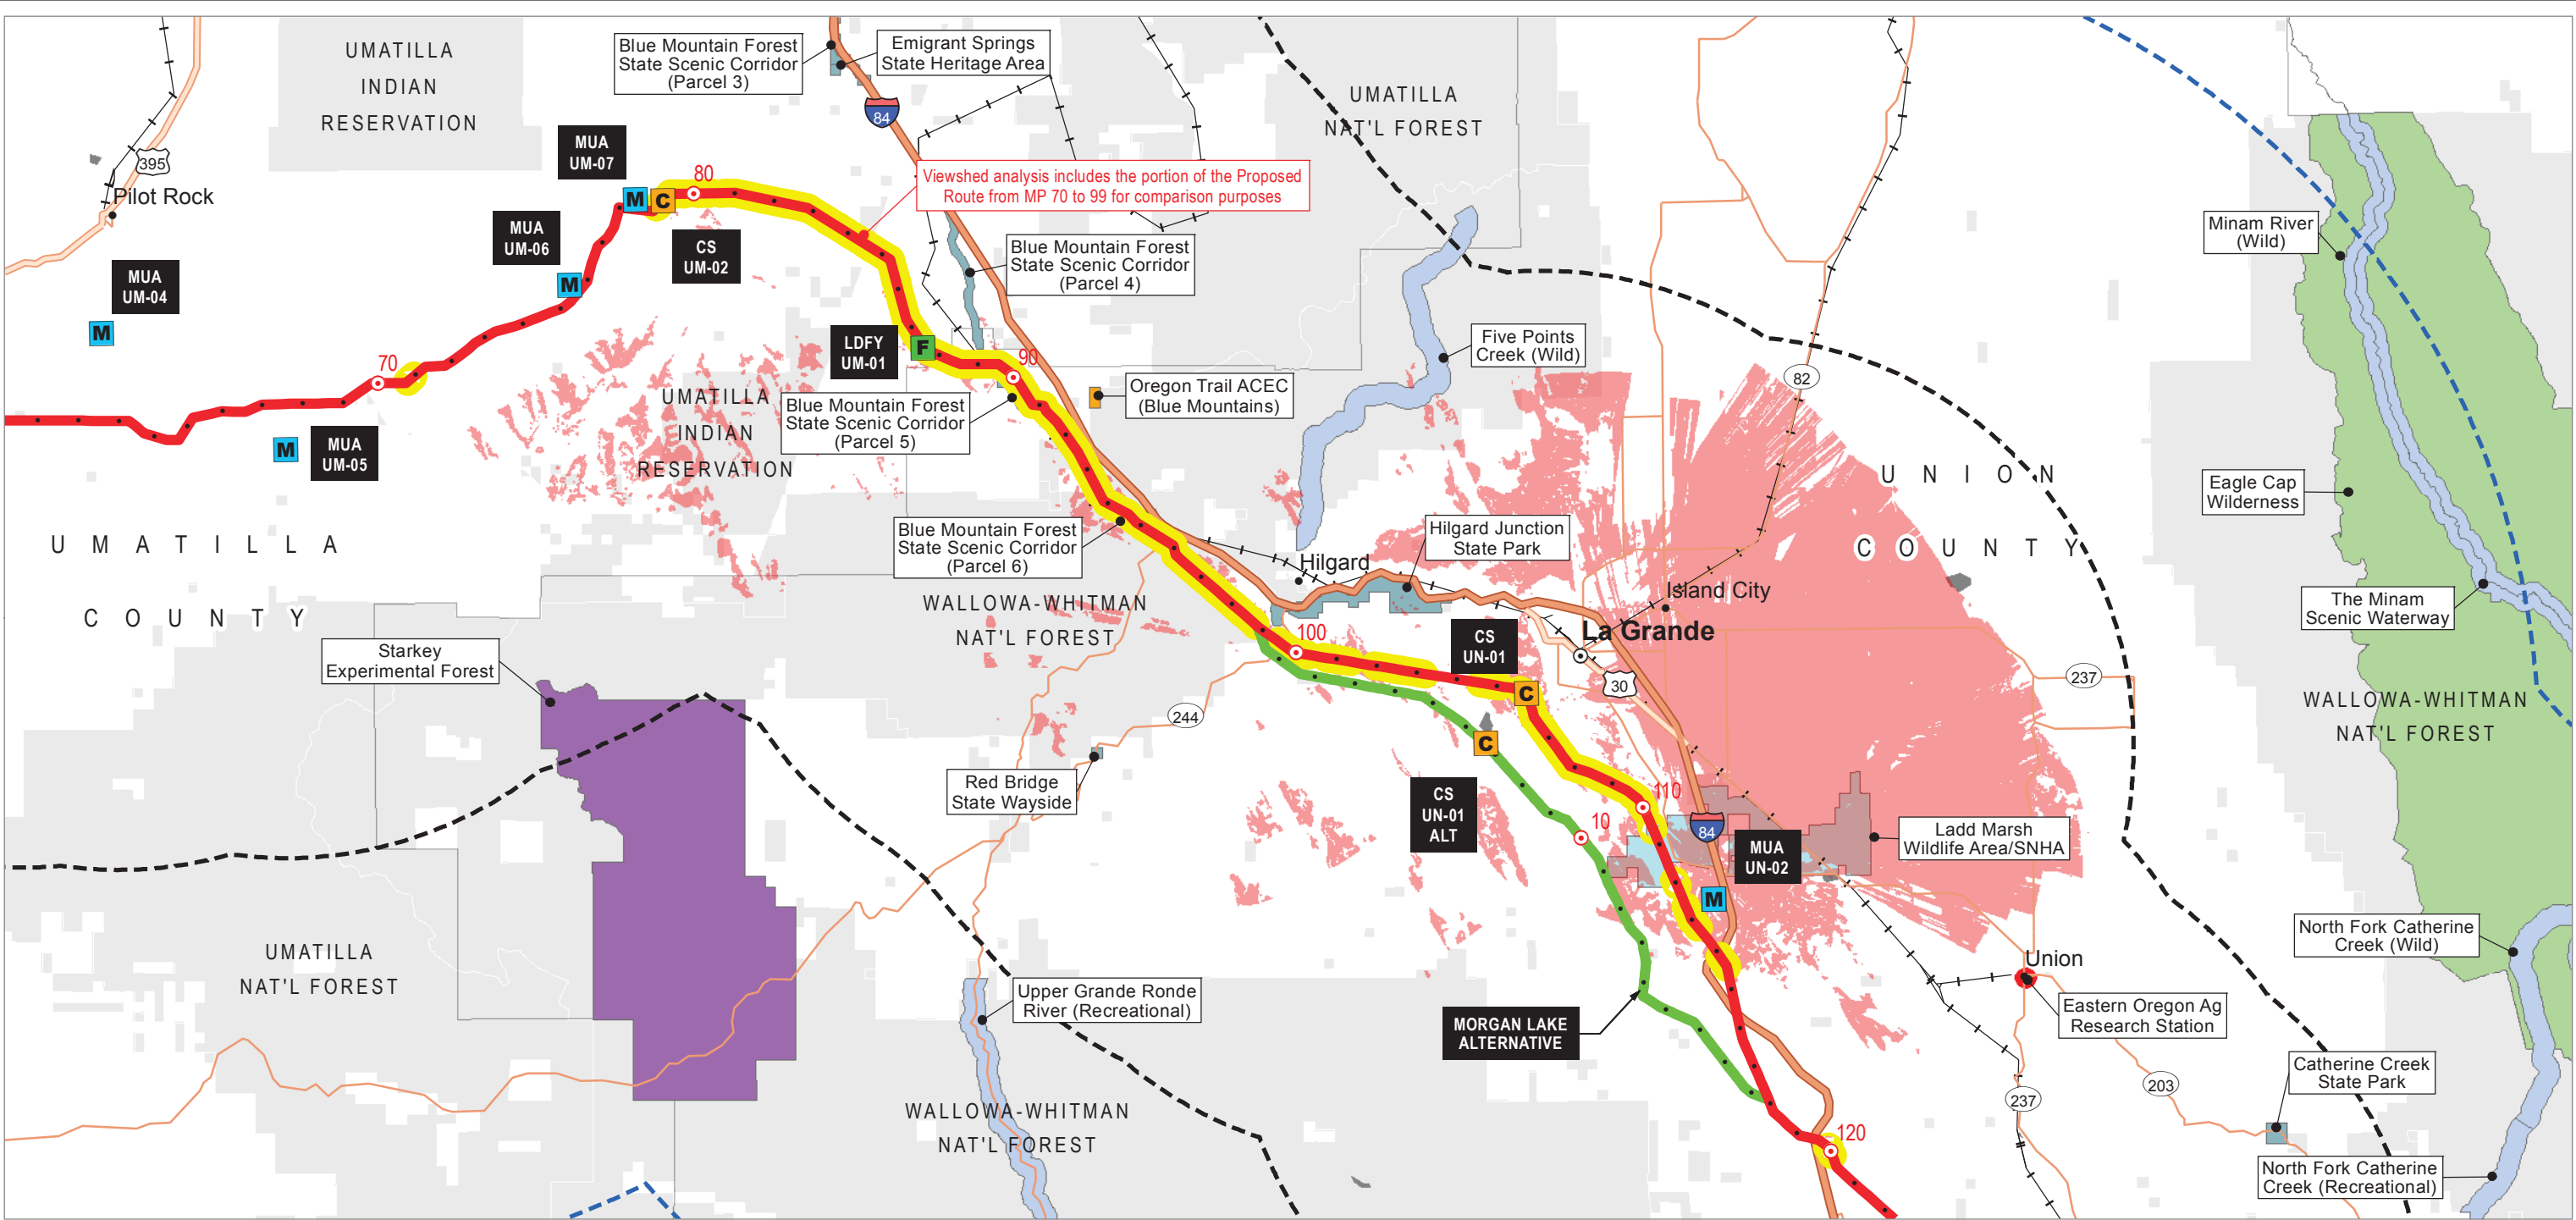 UMATILLA
INDIAN
RESERVATION
Blue Mountain Forest
State Scenic Corridor
(Parcel 3)
Emigrant Springs
State Heritage Area
84
UMATILLA
NAT'L FOREST
395
Pilot Rock
MUA
UM-07
M
C
80
Viewshed analysis includes the portion of the Proposed
Route from MP 70 to 99 for comparison purposes
MUA
UM-06
M
CS
UM-02
Blue Mountain Forest
State Scenic Corridor
(Parcel 4)
Minam River
(Wild)
MUA
UM-04
M
LDFY
UM-01
F
90
Five Points
Creek (Wild)
82
70
UMATILLA
INDIAN
RESERVATION
Blue Mountain Forest
State Scenic Corridor
(Parcel 5)
Oregon Trail ACEC
(Blue Mountains)
M
MUA
UM-05
UNION
COUNTY
Eagle Cap
Wilderness
UMATILLA
COUNTY
Blue Mountain Forest
State Scenic Corridor
(Parcel 6)
Hilgard Junction
State Park
Hilgard
Island City
The Minam
Scenic Waterway
WALLOWA-WHITMAN
NAT'L FOREST
100
CS
UN-01
C
La Grande
30
237
Starkey
Experimental Forest
244
WALLOWA-WHITMAN
NAT'L FOREST
C
Red Bridge
State Wayside
CS
UN-01
ALT
10
110
84
MUA
UN-02
M
Ladd Marsh
Wildlife Area/SNHA
UMATILLA
NAT'L FOREST
North Fork Catherine
Creek (Wild)
Union
Upper Grande Ronde
River (Recreational)
MORGAN LAKE
ALTERNATIVE
Eastern Oregon Ag
Research Station
Catherine Creek
State Park
203
237
WALLOWA-WHITMAN
NAT'L FOREST
120
North Fork Catherine
Creek (Recreational)